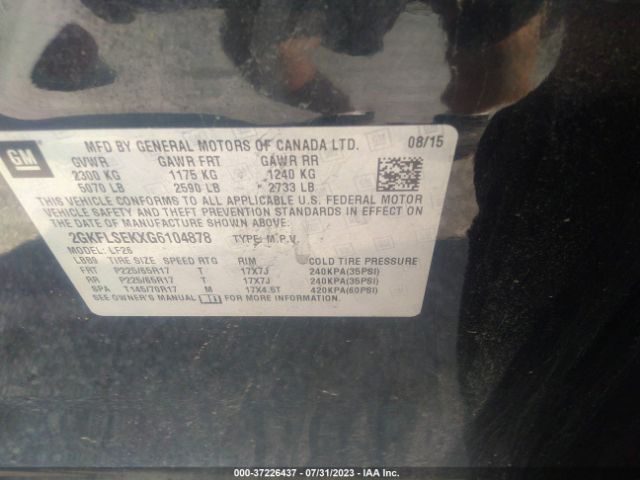 GM
MFD BY GENERAL MOTORS OF CANADA LTD. 08/15
GVWR GAWR FRT GAWR RR
2300 KG 1175 KG 1240 KG
5070 LB 2590 LB 2733 LB
THIS VEHICLE CONFORMS TO ALL APPLICABLE U.S. FEDERAL MOTOR
VEHICLE SAFETY AND THEFT PREVENTION STANDARDS IN EFFECT ON
THE DATE OF MANUFACTURE SHOWN ABOVE.
2GKFLSEKXG6104878 TYPE: M.P.V.
MODEL: LF26
LBB9 TIRE SIZE SPEED RTG RIM COLD TIRE PRESSURE
FRT P225/65R17 T 17X7J 240KPA(35PSI)
RR P225/65R17 T 17X7J 240KPA(35PSI)
SPA T145/70R17 M 17X4.5T 420KPA(60PSI)
SEE OWNER'S MANUAL
000-37226437 - 07/31/2023 - IAA Inc.